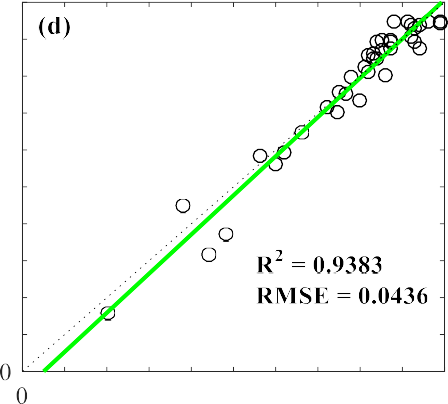 (d)
R² = 0.9383
RMSE = 0.0436
0
0